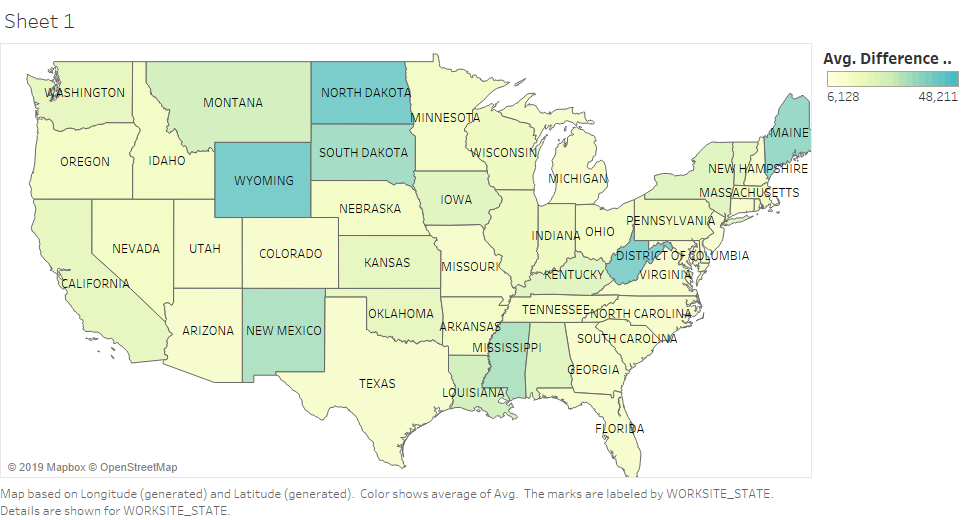 Sheet 1
Avg. Difference ..
6,128 48,211
WASHINGTON
MONTANA
NORTH DAKOTA
MINNESOTA
MAINE
OREGON
IDAHO
SOUTH DAKOTA
WISCONSIN
MICHIGAN
NEW HAMPSHIRE
WYOMING
MASSACHUSETTS
IOWA
NEBRASKA
PENNSYLVANIA
INDIANA
OHIO
NEVADA
UTAH
COLORADO
DISTRICT OF COLUMBIA
KANSAS
MISSOURI
KENTUCKY
VIRGINIA
CALIFORNIA
OKLAHOMA
TENNESSEE
NORTH CAROLINA
ARIZONA
NEW MEXICO
ARKANSAS
SOUTH CAROLINA
MISSISSIPPI
GEORGIA
TEXAS
LOUISIANA
FLORIDA
© 2019 Mapbox © OpenStreetMap
Map based on Longitude (generated) and Latitude (generated). Color shows average of Avg. The marks are labeled by WORKSITE_STATE.
Details are shown for WORKSITE_STATE.